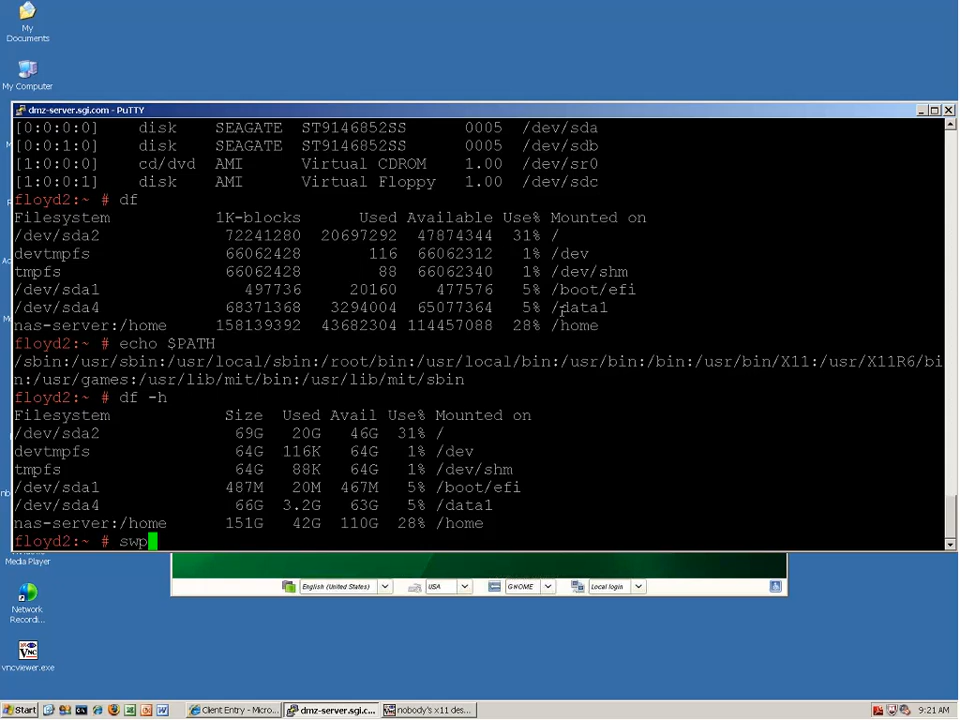 My
Documents
My Computer
dmz-server.sgi.com - PuTTY
[0:0:0:0]    disk    SEAGATE  ST9146852SS      0005  /dev/sda
[0:0:1:0]    disk    SEAGATE  ST9146852SS      0005  /dev/sdb
[1:0:0:0]    cd/dvd  AMI      Virtual CDROM    1.00  /dev/sr0
[1:0:0:1]    disk    AMI      Virtual Floppy   1.00  /dev/sdc
floyd2:~ # df
Filesystem           1K-blocks      Used Available Use% Mounted on
/dev/sda2             72241280  20697292  47874344  31% /
devtmpfs              66062428       116  66062312   1% /dev
tmpfs                 66062428        88  66062340   1% /dev/shm
/dev/sda1               497736     20160    477576   5% /boot/efi
/dev/sda4             68371368   3294004  65077364   5% /data1
nas-server:/home     158139392  43682304 114457088  28% /home
floyd2:~ # echo $PATH
/sbin:/usr/sbin:/usr/local/sbin:/root/bin:/usr/local/bin:/usr/bin:/bin:/usr/bin/X11:/usr/X11R6/bi
n:/usr/games:/usr/lib/mit/bin:/usr/lib/mit/sbin
floyd2:~ # df -h
Filesystem            Size  Used Avail Use% Mounted on
/dev/sda2              69G   20G   46G  31% /
devtmpfs               64G  116K   64G   1% /dev
tmpfs                  64G   88K   64G   1% /dev/shm
/dev/sda1             487M   20M  467M   5% /boot/efi
/dev/sda4              66G  3.2G   63G   5% /data1
nas-server:/home      151G   42G  110G  28% /home
floyd2:~ # swp
Media Player
English (United States)
USA
GNOME
Local login
Network
Recordi...
VNC
vncviewer.exe
Start
Client Entry - Micro...
dmz-server.sgi.c...
nobody's x11 des...
9:21 AM